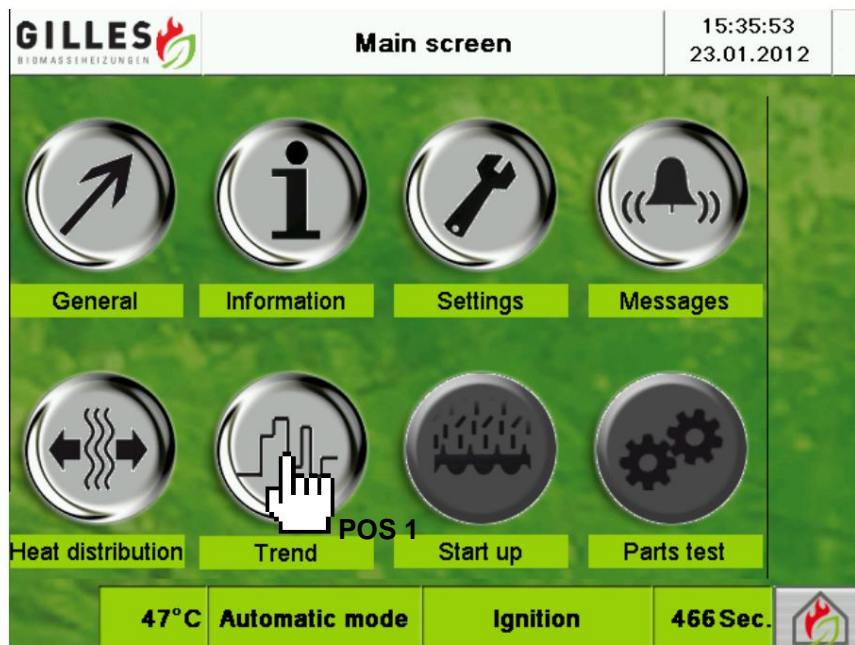 GILLES
BIOMASSEHEIZUNGEN
Main screen
15:35:53
23.01.2012
General
Information
Settings
Messages
POS 1
Heat distribution
Trend
Start up
Parts test
47°C
Automatic mode
Ignition
466 Sec.